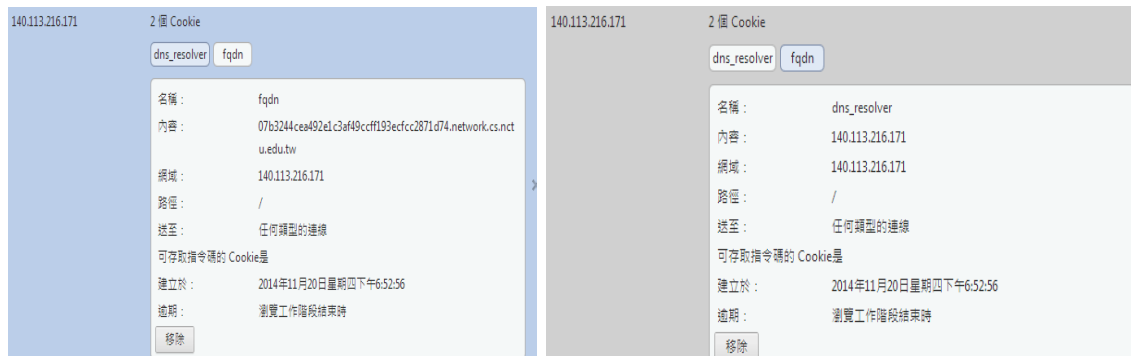 140.113.216.171 2 個 Cookie
dns_resolver fqdn
名稱： fqdn
內容： 07b3244cea492e1c3af49ccff193ecfcc2871d74.network.cs.nct
u.edu.tw
網域： 140.113.216.171
路徑： /
送至： 任何類型的連線
可存取指令碼的 Cookie是
建立於： 2014年11月20日星期四下午6:52:56
逾期： 瀏覽工作階段結束時
移除
140.113.216.171 2 個 Cookie
dns_resolver fqdn
名稱： dns_resolver
內容： 140.113.216.171
網域： 140.113.216.171
路徑： /
送至： 任何類型的連線
可存取指令碼的 Cookie是
建立於： 2014年11月20日星期四下午6:52:56
逾期： 瀏覽工作階段結束時
移除